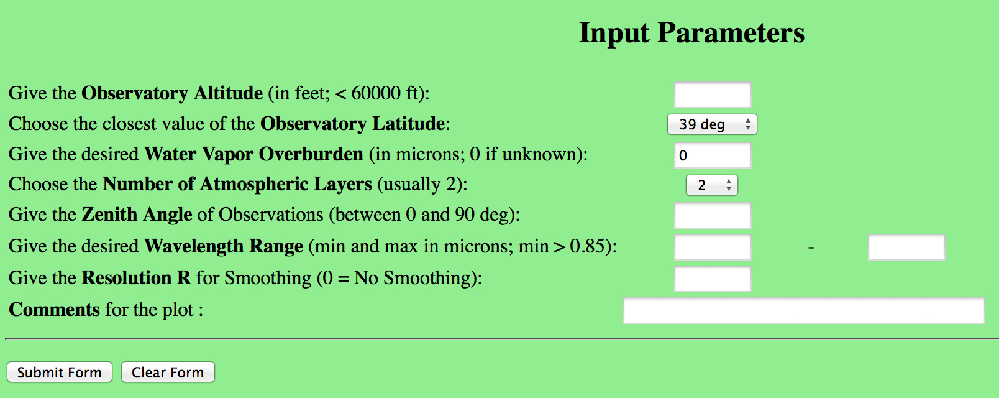 Input Parameters
Give the Observatory Altitude (in feet; < 60000 ft):
Choose the closest value of the Observatory Latitude: 39 deg
Give the desired Water Vapor Overburden (in microns; 0 if unknown): 0
Choose the Number of Atmospheric Layers (usually 2): 2
Give the Zenith Angle of Observations (between 0 and 90 deg):
Give the desired Wavelength Range (min and max in microns; min > 0.85): -
Give the Resolution R for Smoothing (0 = No Smoothing):
Comments for the plot :
Submit Form Clear Form